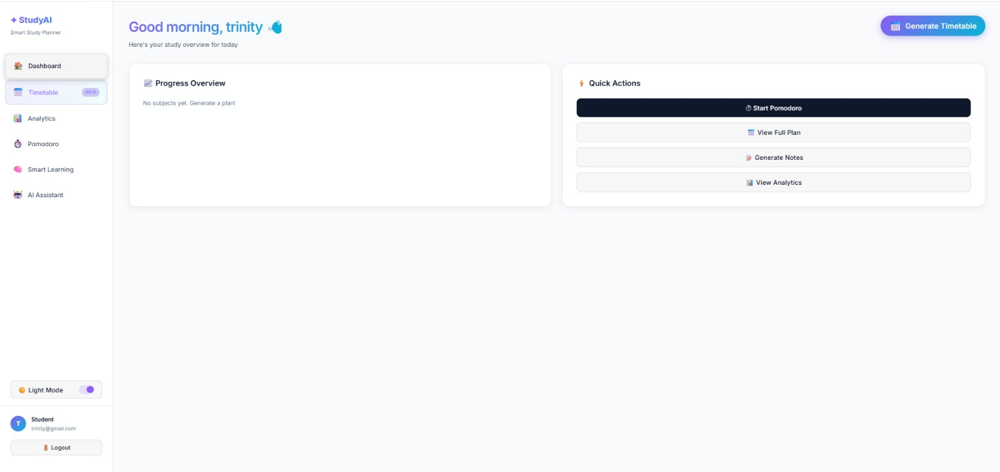 ✦ StudyAI
Smart Study Planner
Dashboard
Timetable NEW
Analytics
Pomodoro
Smart Learning
AI Assistant
Light Mode
T
Student
trinity@gmail.com
Logout
Good morning, trinity 👋
Here's your study overview for today
Generate Timetable
Progress Overview
No subjects yet. Generate a plan!
Quick Actions
Start Pomodoro
View Full Plan
Generate Notes
View Analytics